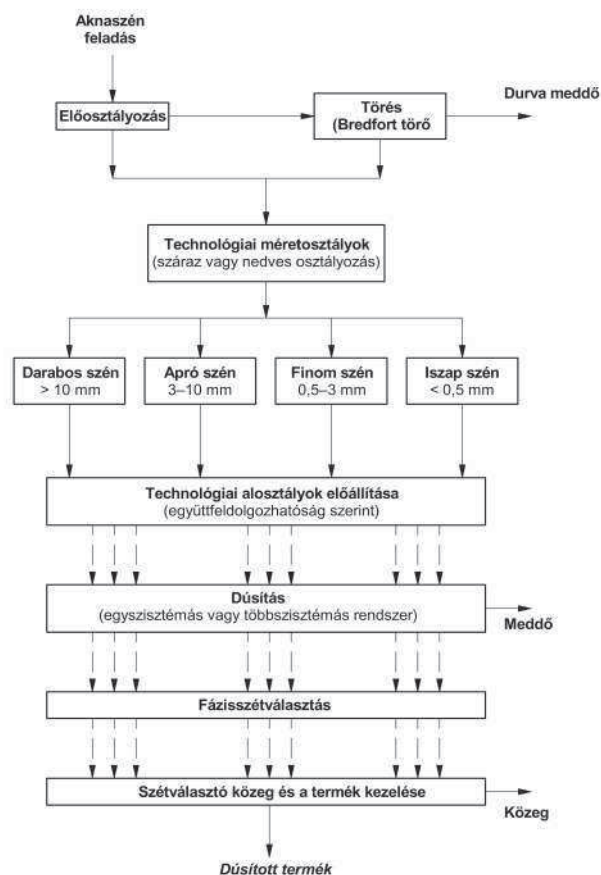 Aknaszén
feladás
Előosztályozás
Törés
(Bredfort törő
Durva meddő
Technológiai méretosztályok
(száraz vagy nedves osztályozás)
Darabos szén
> 10 mm
Apró szén
3–10 mm
Finom szén
0,5–3 mm
Iszap szén
< 0,5 mm
Technológiai alosztályok előállítása
(együttfeldolgozhatóság szerint)
Dúsítás
(egyszisztémás vagy többszisztémás rendszer)
Meddő
Fázisszétválasztás
Szétválasztó közeg és a termék kezelése
Közeg
Dúsított termék